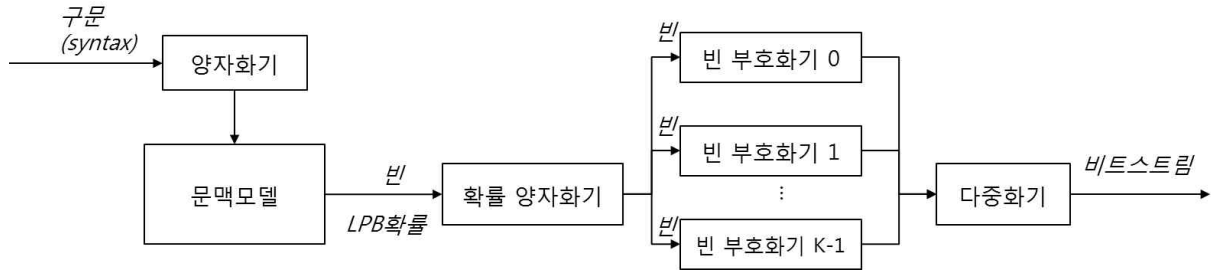 구문
(syntax)
양자화기
문맥모델
빈
LPB확률
확률 양자화기
빈
빈 부호화기 0
빈
빈 부호화기 1
⋮
빈
빈 부호화기 K-1
다중화기
비트스트림